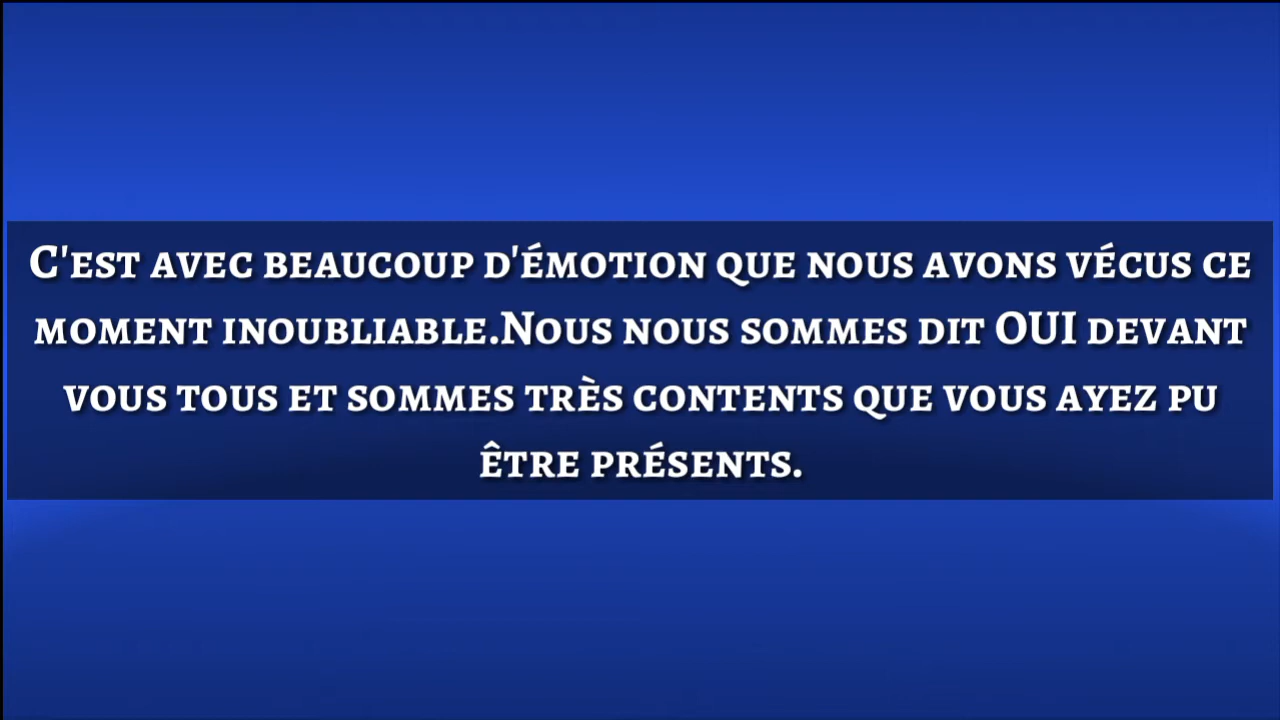 C'est avec beaucoup d'émotion que nous avons vécus ce
moment inoubliable.Nous nous sommes dit OUI devant
vous tous et sommes très contents que vous ayez pu
être présents.